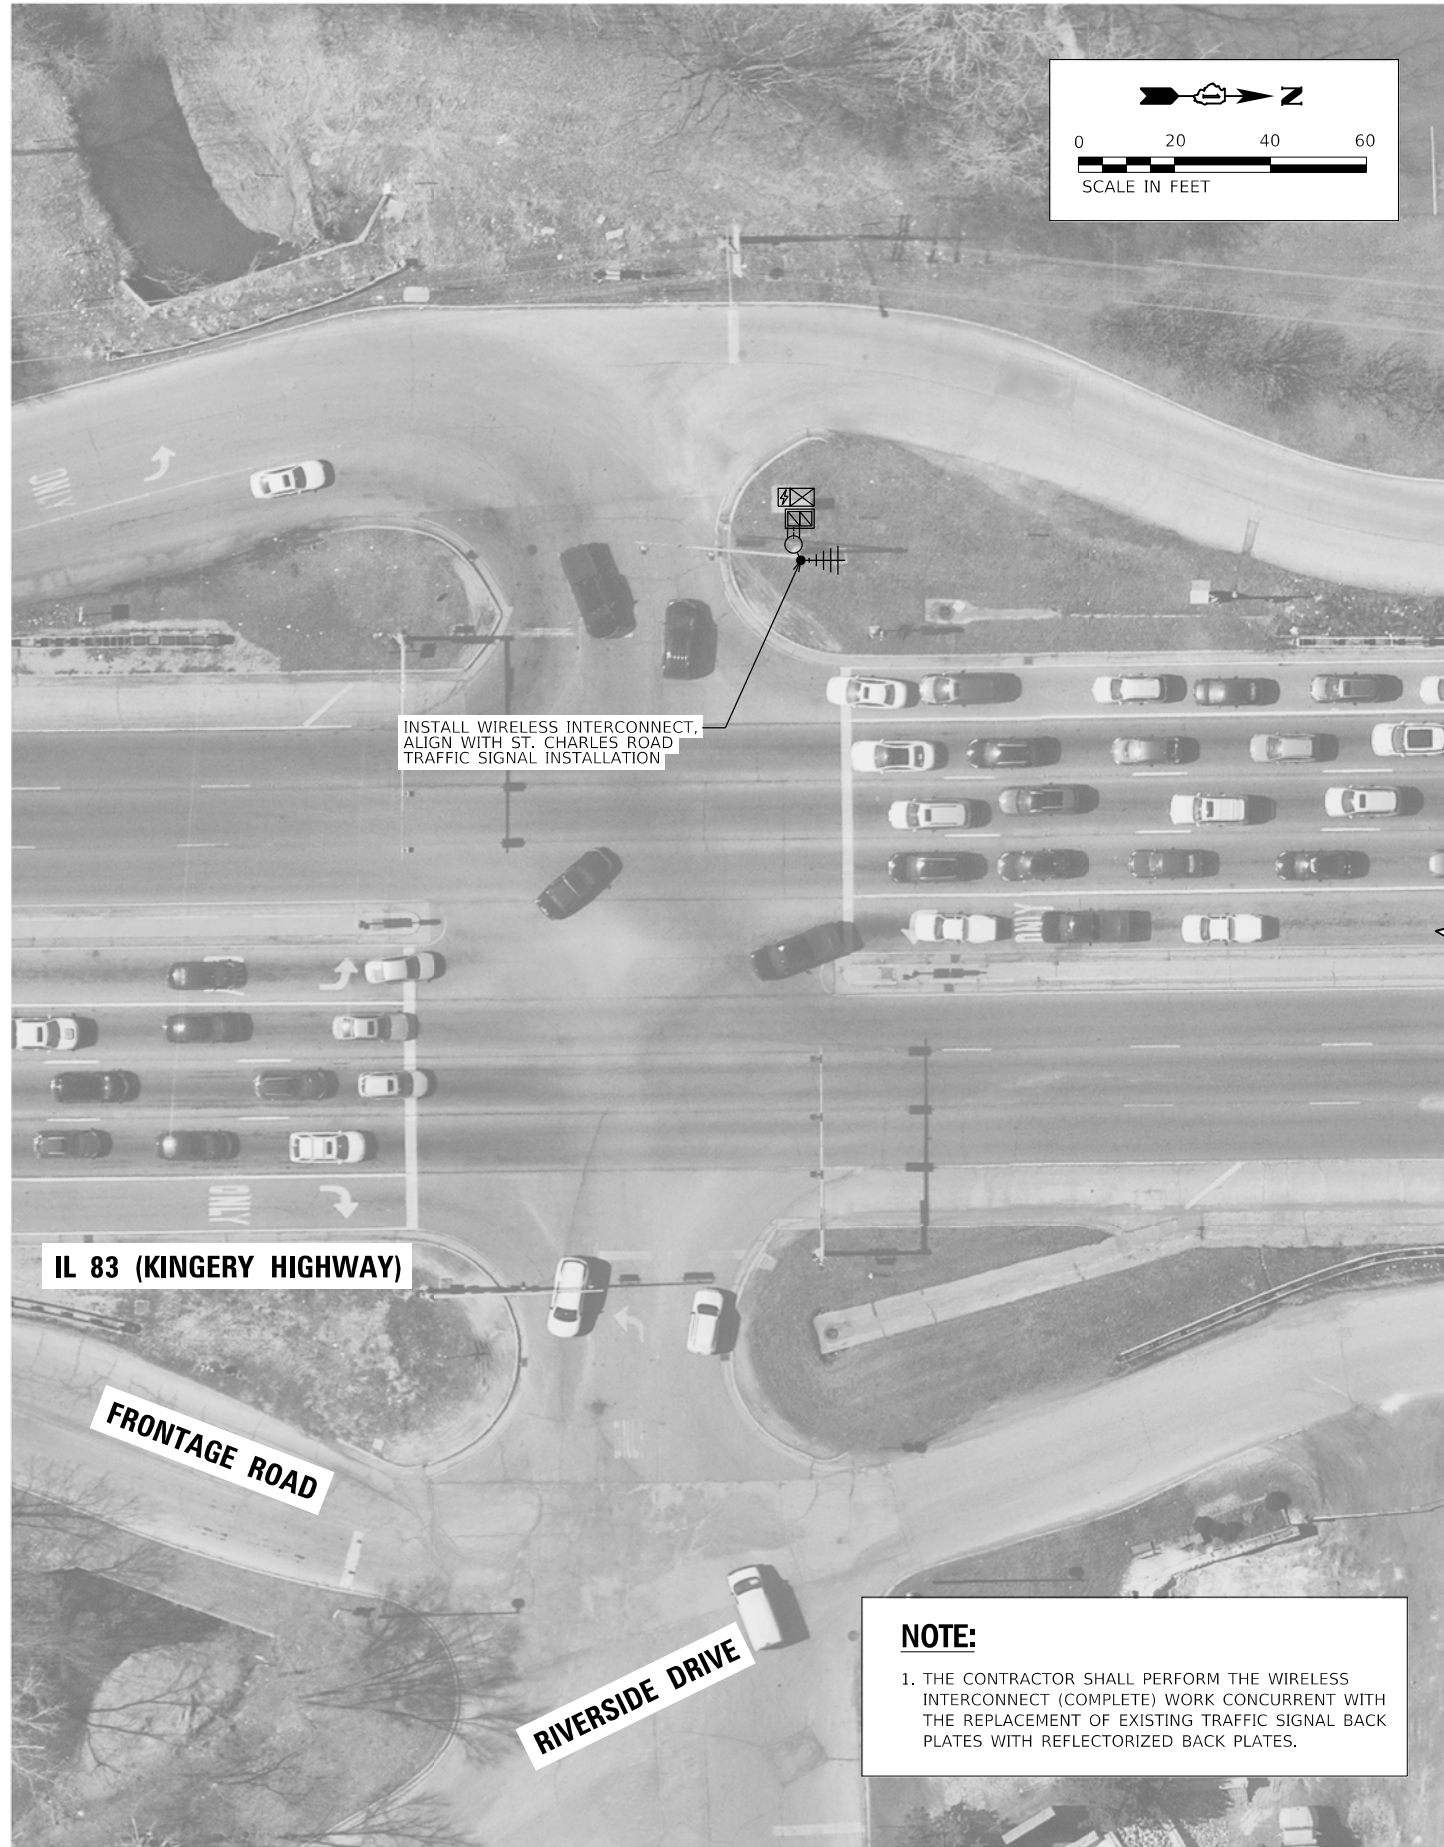 N
0 20 40 60
SCALE IN FEET
ONLY
INSTALL WIRELESS INTERCONNECT,
ALIGN WITH ST. CHARLES ROAD
TRAFFIC SIGNAL INSTALLATION
ONLY
ONLY
IL 83 (KINGERY HIGHWAY)
FRONTAGE ROAD
RIVERSIDE DRIVE
NOTE:
1. THE CONTRACTOR SHALL PERFORM THE WIRELESS
INTERCONNECT (COMPLETE) WORK CONCURRENT WITH
THE REPLACEMENT OF EXISTING TRAFFIC SIGNAL BACK
PLATES WITH REFLECTORIZED BACK PLATES.